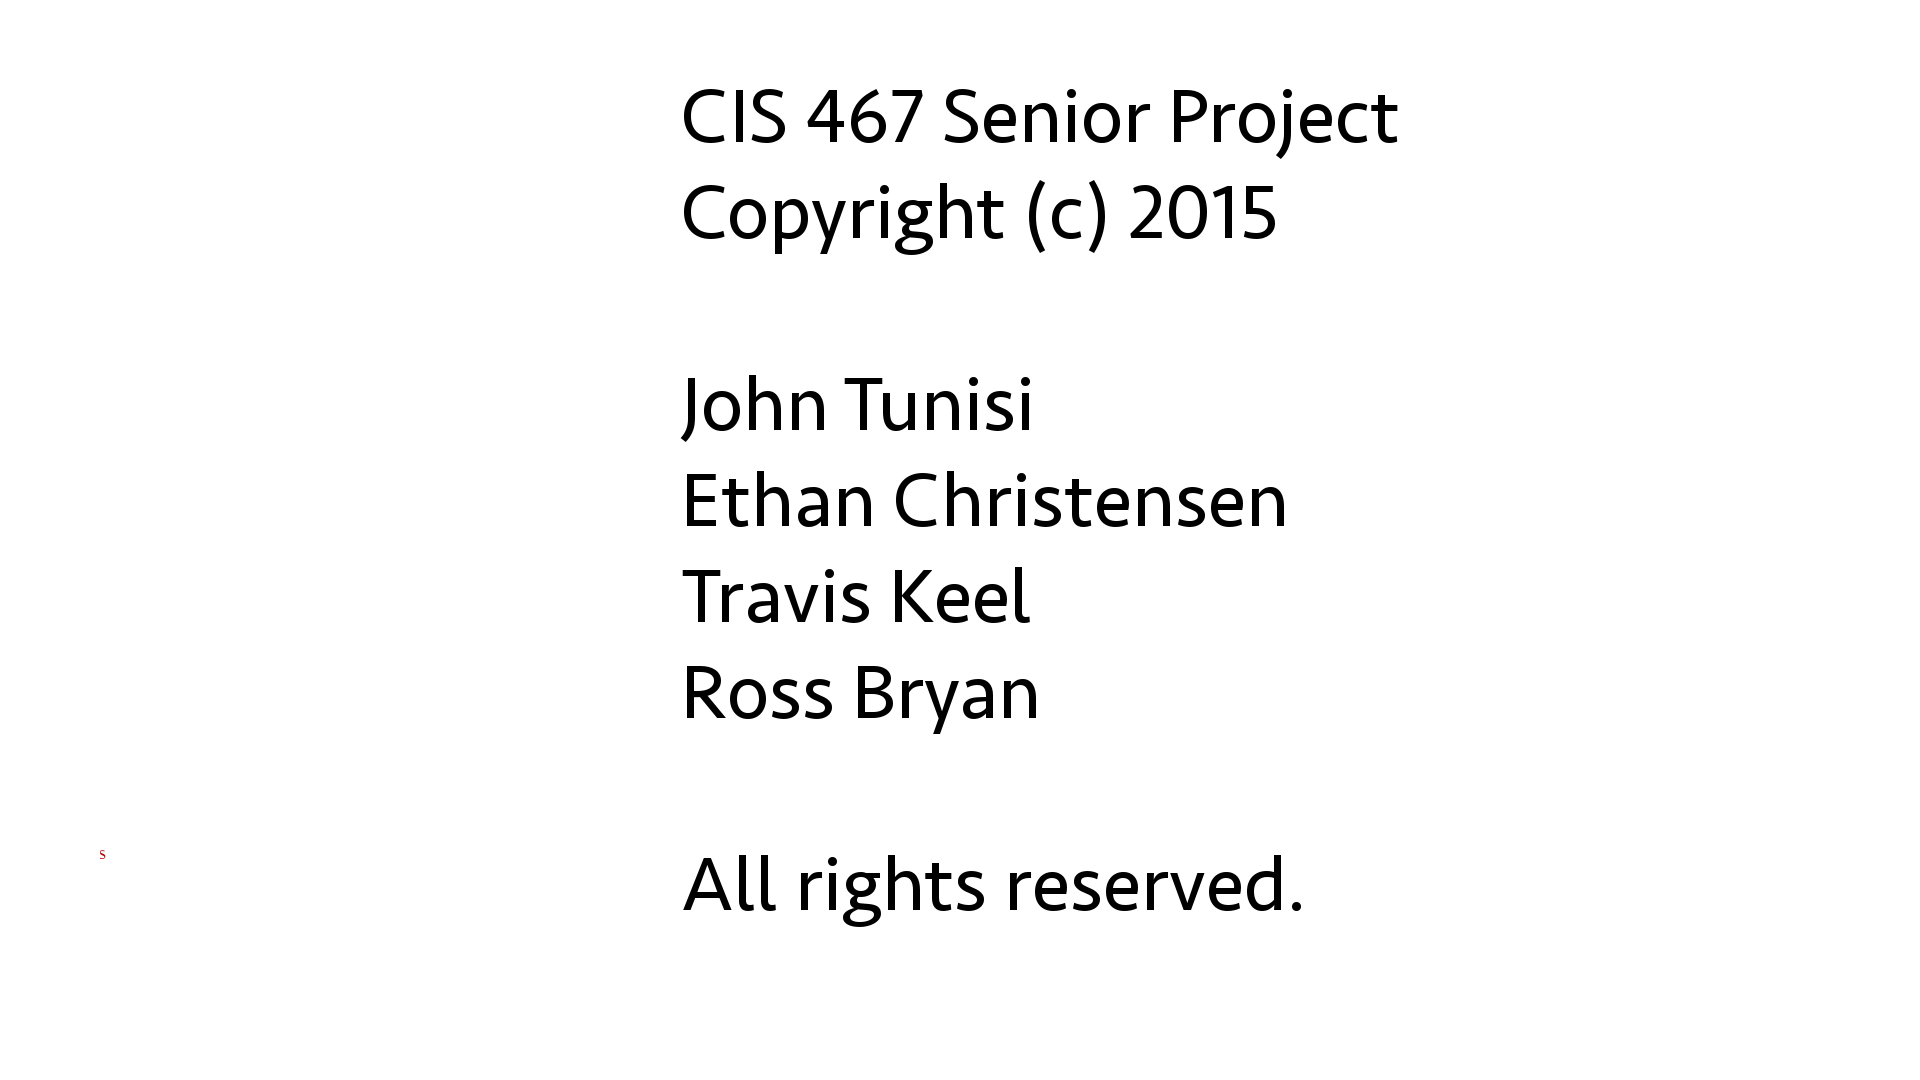 CIS 467 Senior Project
Copyright (c) 2015
John Tunisi
Ethan Christensen
Travis Keel
Ross Bryan
s
All rights reserved.